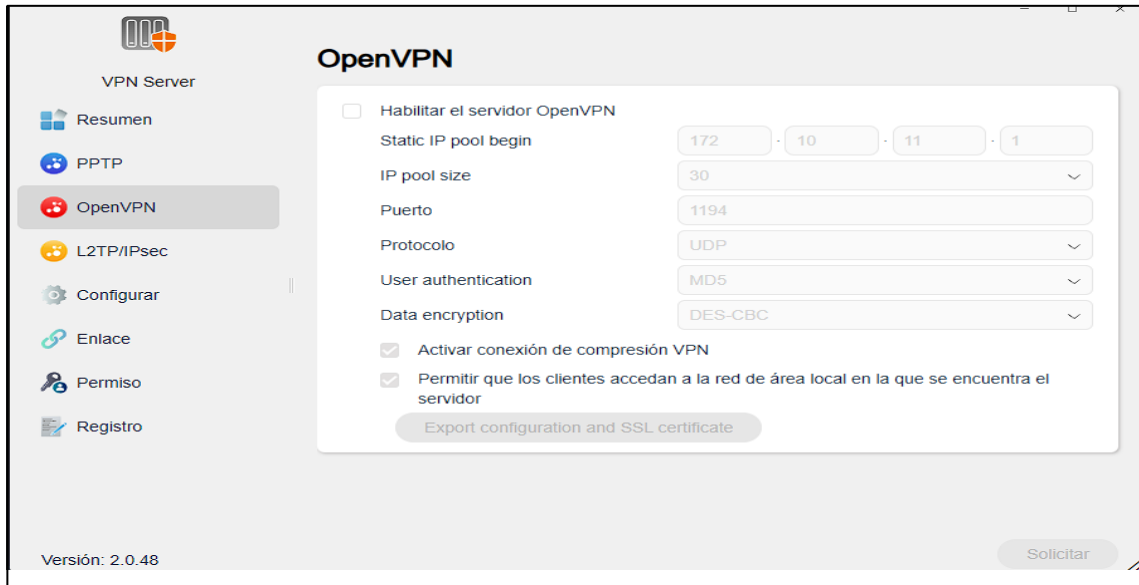 VPN Server
Resumen
PPTP
OpenVPN
L2TP/IPsec
Configurar
Enlace
Permiso
Registro
Versión: 2.0.48
OpenVPN
Habilitar el servidor OpenVPN
Static IP pool begin 172 . 10 . 11 . 1
IP pool size 30
Puerto 1194
Protocolo UDP
User authentication MD5
Data encryption DES-CBC
Activar conexión de compresión VPN
Permitir que los clientes accedan a la red de área local en la que se encuentra el
servidor
Export configuration and SSL certificate
Solicitar